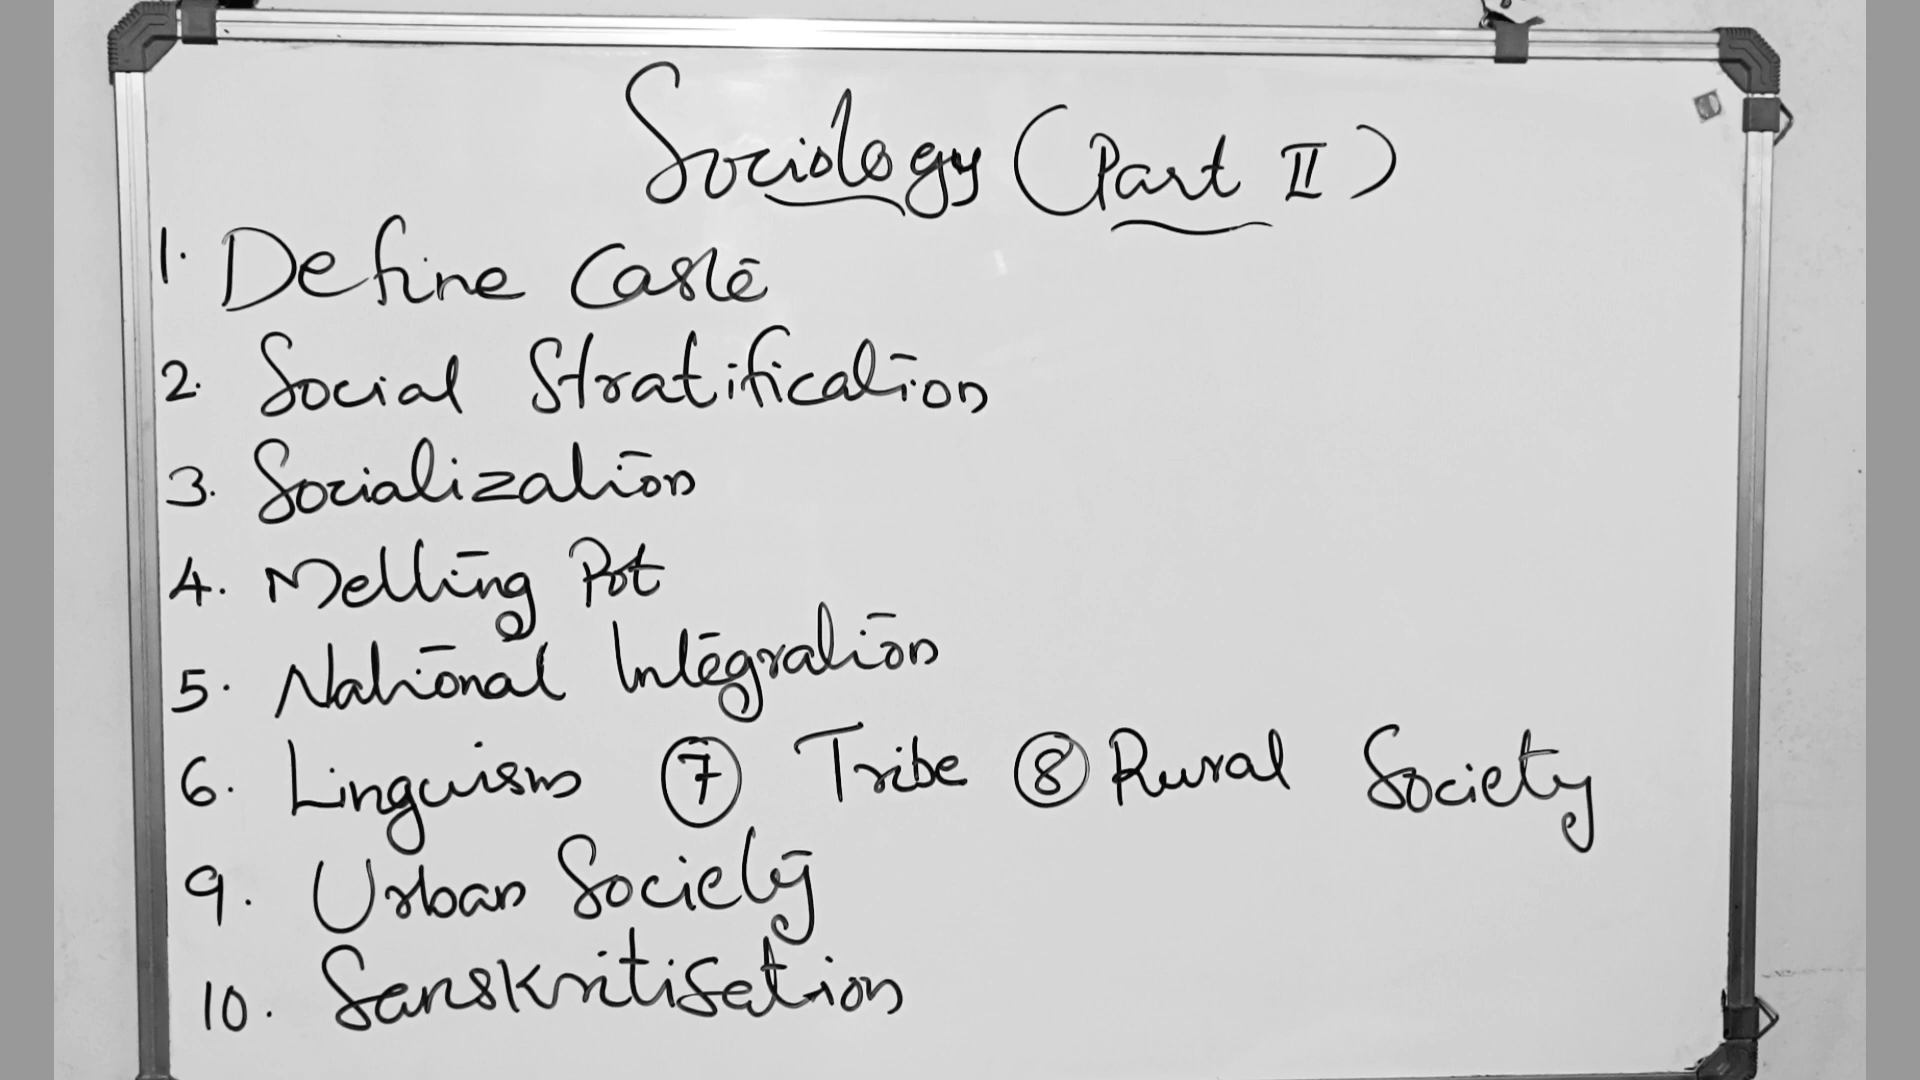 Sociology (Part II)
1. Define Caste
2. Social Stratification
3. Socialization
4. Melting Pot
5. National Integration
6. Linguism ⑦ Tribe ⑧ Rural Society
9. Urban Society
10. Sanskritisation